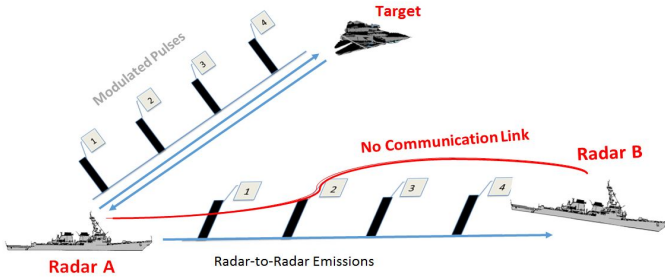 Target
Modulated Pulses
4
3
2
1
No Communication Link
Radar B
1
2
3
4
Radar A
Radar-to-Radar Emissions